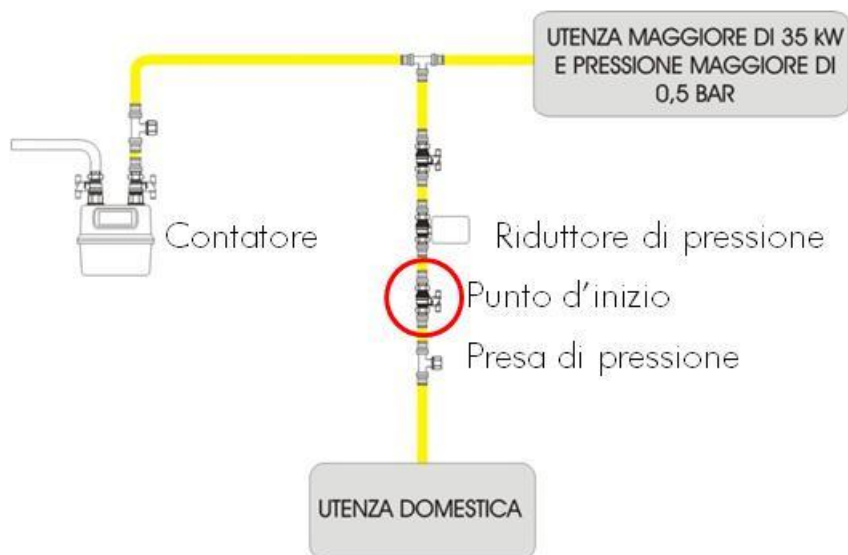 UTENZA MAGGIORE DI 35 kW
E PRESSIONE MAGGIORE DI
0,5 BAR
Contatore
Riduttore di pressione
Punto d'inizio
Presa di pressione
UTENZA DOMESTICA